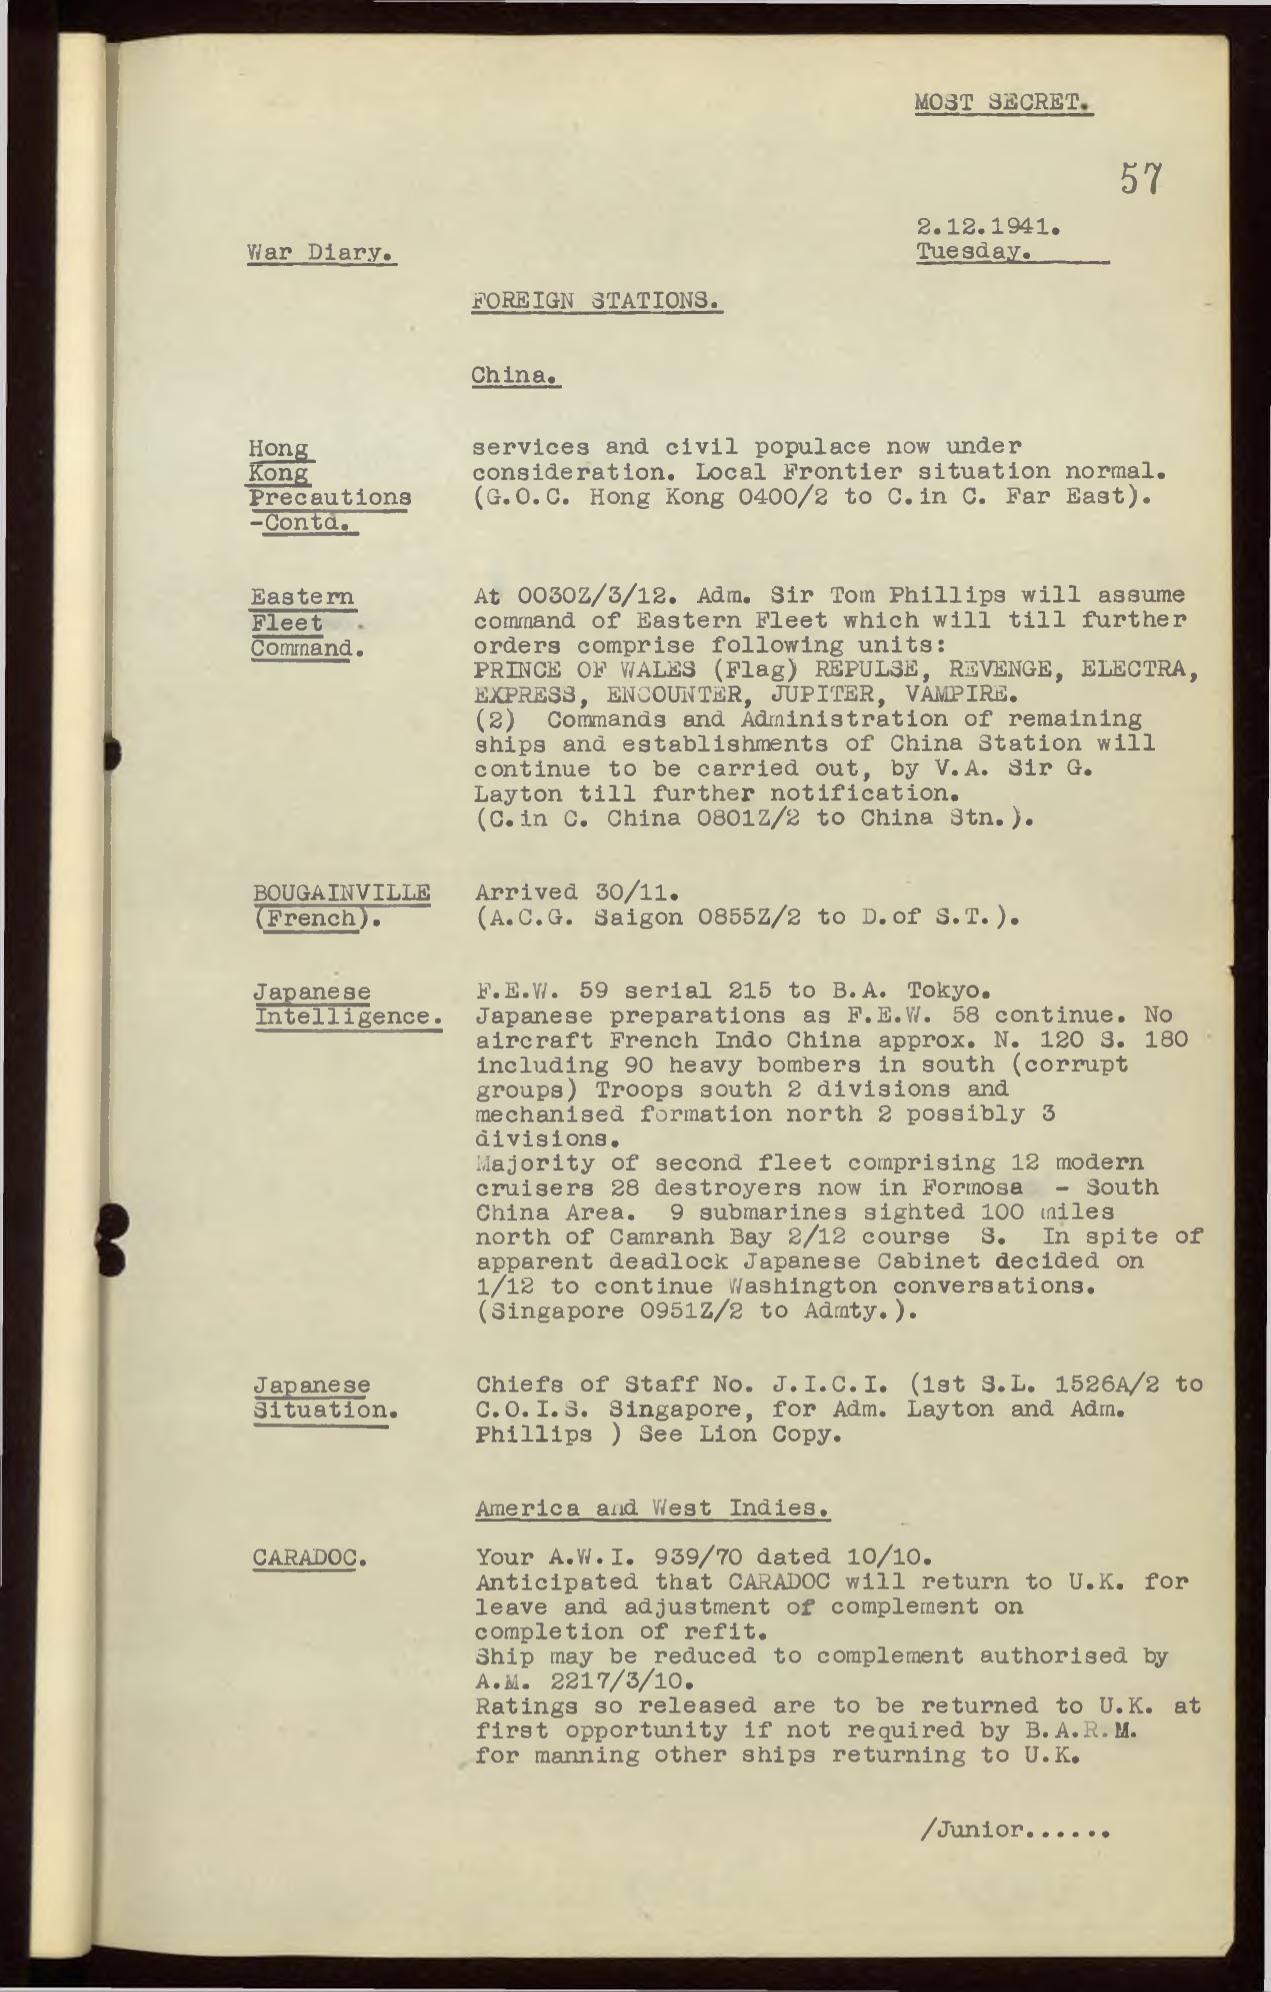 MOST SECRET.
57
2.12.1941.
War Diary.
Tuesday.
FOREIGN STATIONS.
China.
Hong
Kong
Precautions
-Contd.
services and civil populace now under
consideration. Local Frontier situation normal.
(G.O.C. Hong Kong 0400/2 to C.in C. Far East).
Eastern
Fleet
Command.
At 0030Z/3/12. Adm. Sir Tom Phillips will assume
command of Eastern Fleet which will till further
orders comprise following units:
PRINCE OF WALES (Flag) REPULSE, REVENGE, ELECTRA,
EXPRESS, ENCOUNTER, JUPITER, VAMPIRE.
(2) Commands and Administration of remaining
ships and establishments of China Station will
continue to be carried out, by V.A. Sir G.
Layton till further notification.
(C.in C. China 0801Z/2 to China Stn.).
BOUGAINVILLE
(French).
Arrived 30/11.
(A.C.G. Saigon 0855Z/2 to D.of S.T.).
Japanese
Intelligence.
F.E.W. 59 serial 215 to B.A. Tokyo.
Japanese preparations as F.E.W. 58 continue. No
aircraft French Indo China approx. N. 120 S. 180
including 90 heavy bombers in south (corrupt
groups) Troops south 2 divisions and
mechanised formation north 2 possibly 3
divisions.
Majority of second fleet comprising 12 modern
cruisers 28 destroyers now in Formosa - South
China Area. 9 submarines sighted 100 miles
north of Camranh Bay 2/12 course S. In spite of
apparent deadlock Japanese Cabinet decided on
1/12 to continue Washington conversations.
(Singapore 0951Z/2 to Admty.).
Japanese
Situation.
Chiefs of Staff No. J.I.C.I. (1st S.L. 1526A/2 to
C.O.I.S. Singapore, for Adm. Layton and Adm.
Phillips ) See Lion Copy.
America and West Indies.
CARADOC.
Your A.W.I. 939/70 dated 10/10.
Anticipated that CARADOC will return to U.K. for
leave and adjustment of complement on
completion of refit.
Ship may be reduced to complement authorised by
A.M. 2217/3/10.
Ratings so released are to be returned to U.K. at
first opportunity if not required by B.A.R.M.
for manning other ships returning to U.K.
/Junior......